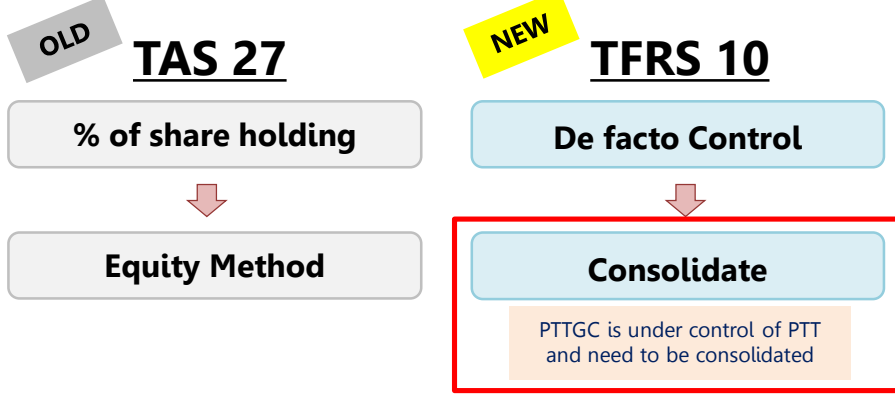 OLD
TAS 27
% of share holding
Equity Method
NEW
TFRS 10
De facto Control
Consolidate
PTTGC is under control of PTT
and need to be consolidated